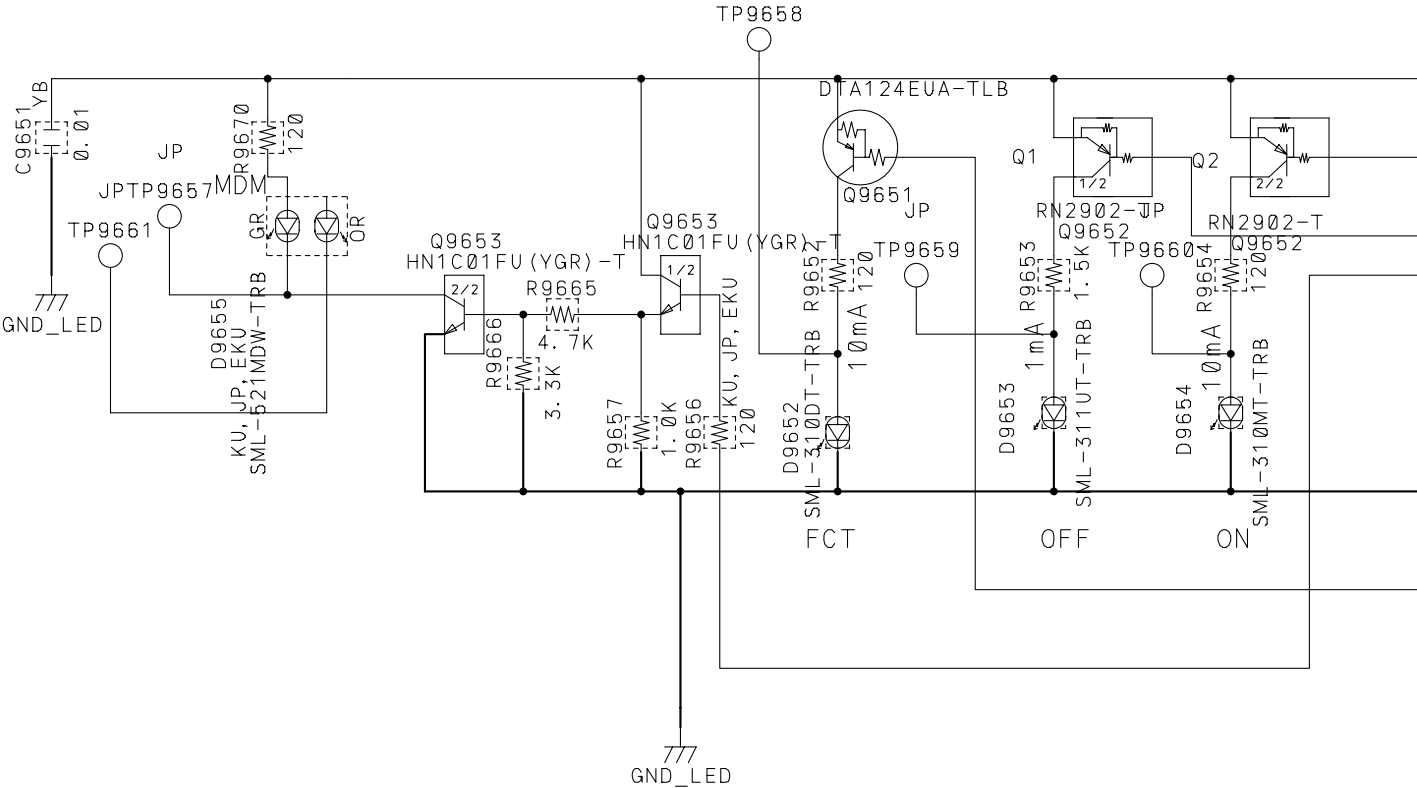 TP9658
DTA124EUA-TLB
C9651
YB
0.01
R9670
120
JP
JPTP9657
MDM
TP9661
GR
OR
Q9653
HN1C01FU(YGR)-T
2/2
Q9653
HN1C01FU(YGR)-T
1/2
R9665
4.7K
R9666
3.3K
R9657
1.0K
R9656
120
KU, JP, EKU
D9655
KU, JP, EKU
SML-521MDW-TRB
GND_LED
Q9651
JP
TP9659
120
10mA
D9652
SML-310DT-TRB
FCT
Q1
1/2
RN2902-T
Q9652
JP
TP9660
R9653
1.5K
1mA
D9653
SML-311UT-TRB
OFF
Q2
2/2
RN2902-T
Q9652
R9654
120
10mA
D9654
SML-310MT-TRB
ON
GND_LED